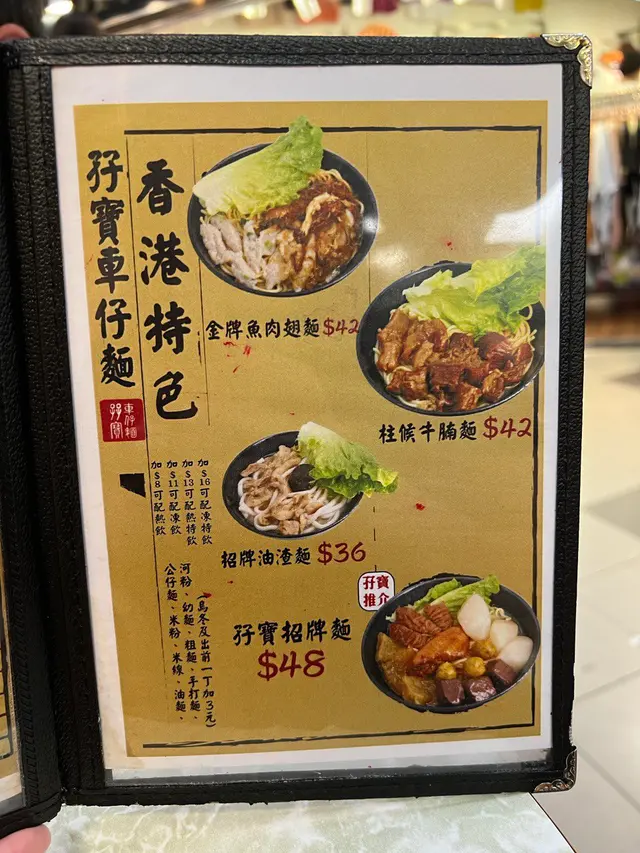 香港特色
孖寶車仔麵
孖寶
車仔麵
金牌魚肉翅麵 $42
柱候牛腩麵 $42
招牌油渣麵 $36
孖寶推介
孖寶招牌麵
$48
加$16可配凍特飲
加$13可配熱特飲
加$11可配凍飲
加$8可配熱飲
(烏冬及出前一丁加3元)
河粉、幼麵、粗麵、手打麵、
公仔麵、米粉、米線、油麵、